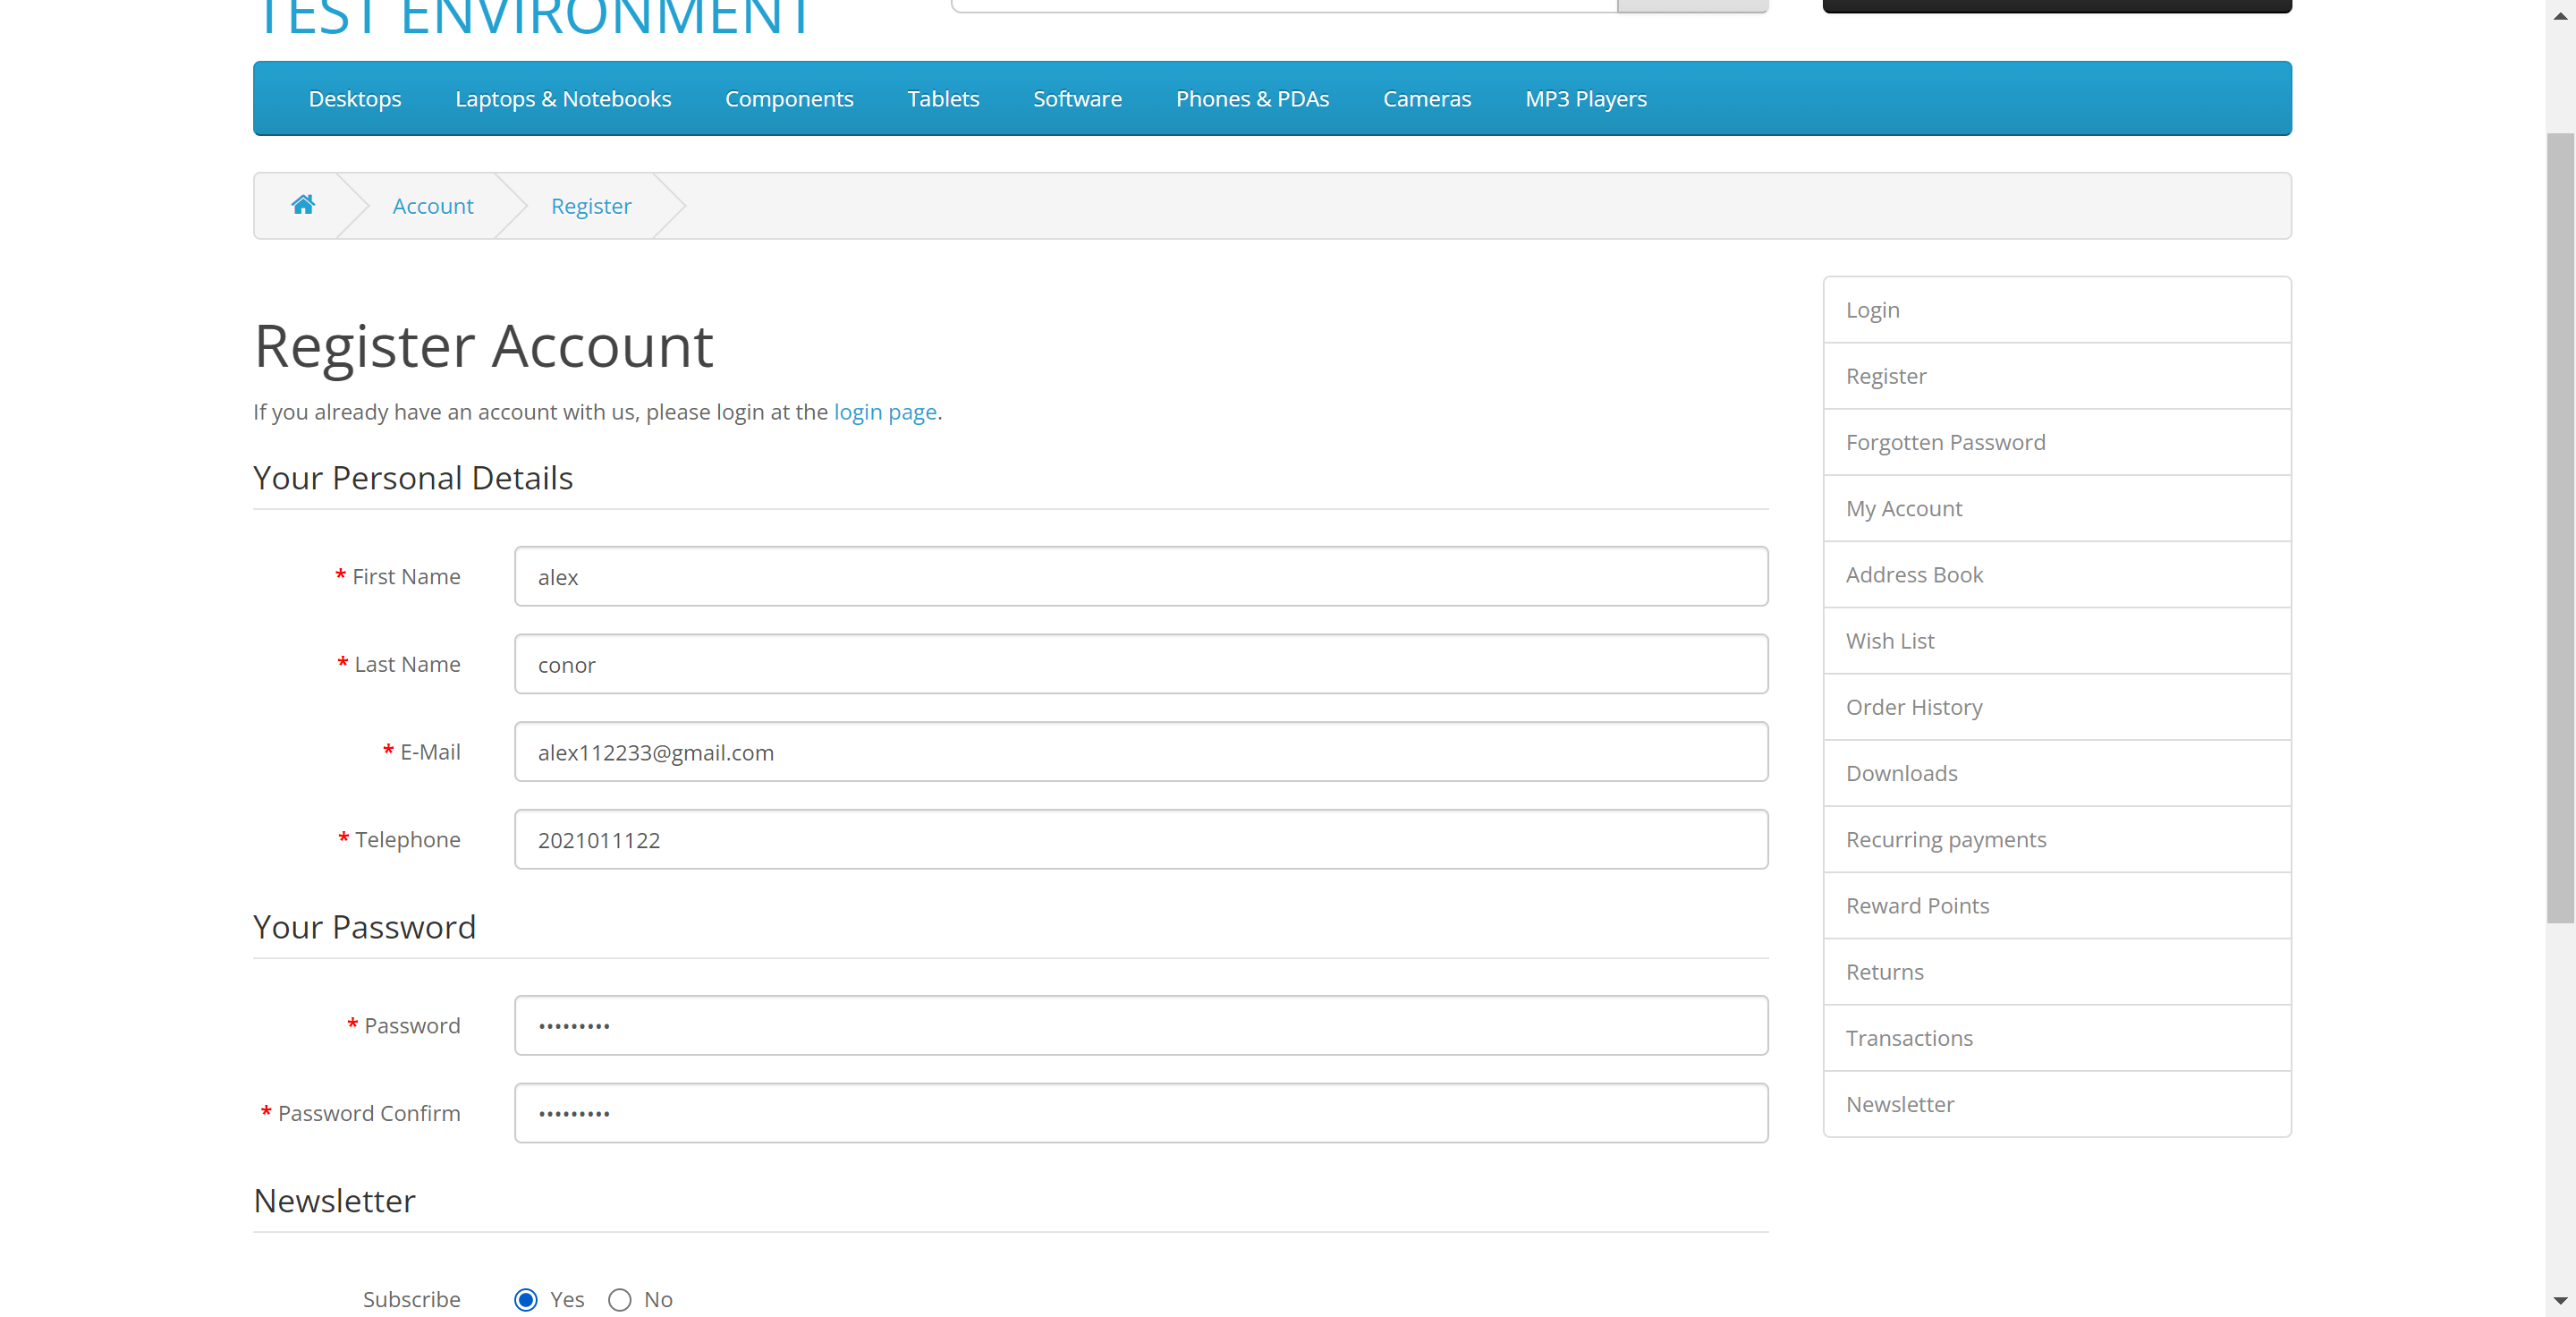 TEST ENVIRONMENT
Desktops Laptops & Notebooks Components Tablets Software Phones & PDAs Cameras MP3 Players
Account Register
Register Account
If you already have an account with us, please login at the login page.
Your Personal Details
* First Name alex
* Last Name conor
* E-Mail alex112233@gmail.com
* Telephone 2021011122
Your Password
* Password •••••••••
* Password Confirm •••••••••
Newsletter
Subscribe Yes No
Login
Register
Forgotten Password
My Account
Address Book
Wish List
Order History
Downloads
Recurring payments
Reward Points
Returns
Transactions
Newsletter